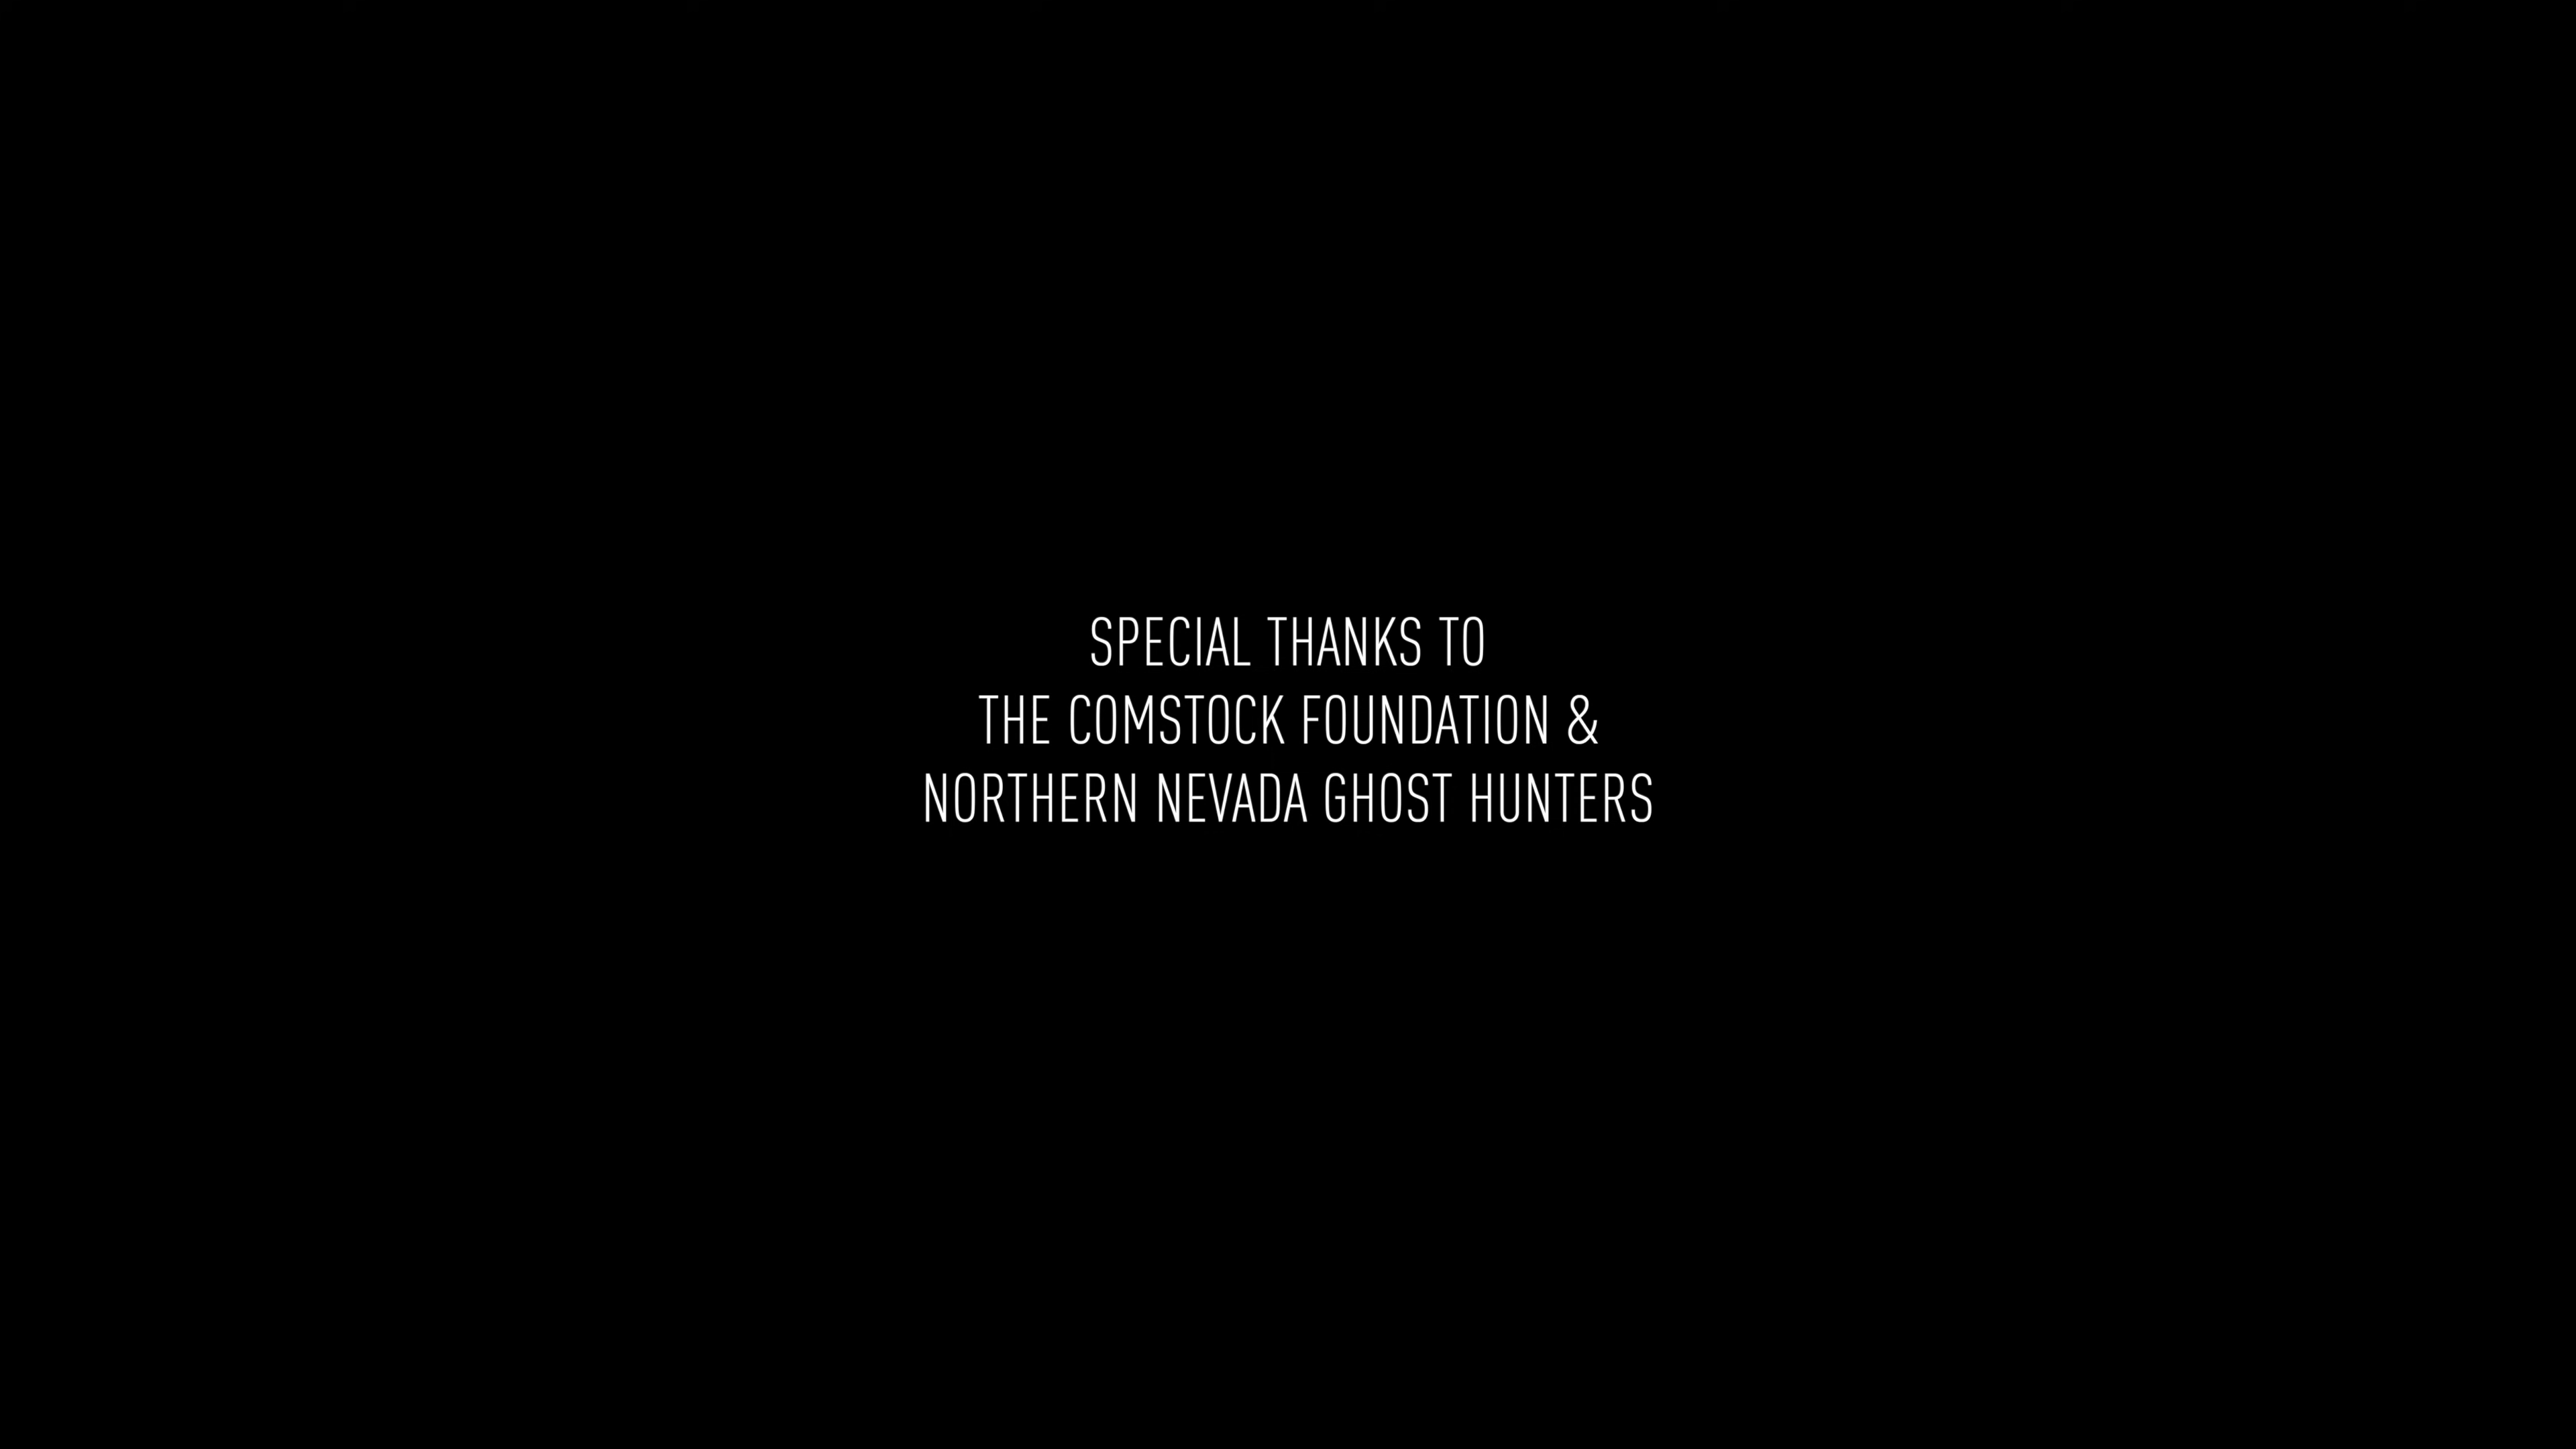 SPECIAL THANKS TO
THE COMSTOCK FOUNDATION &
NORTHERN NEVADA GHOST HUNTERS